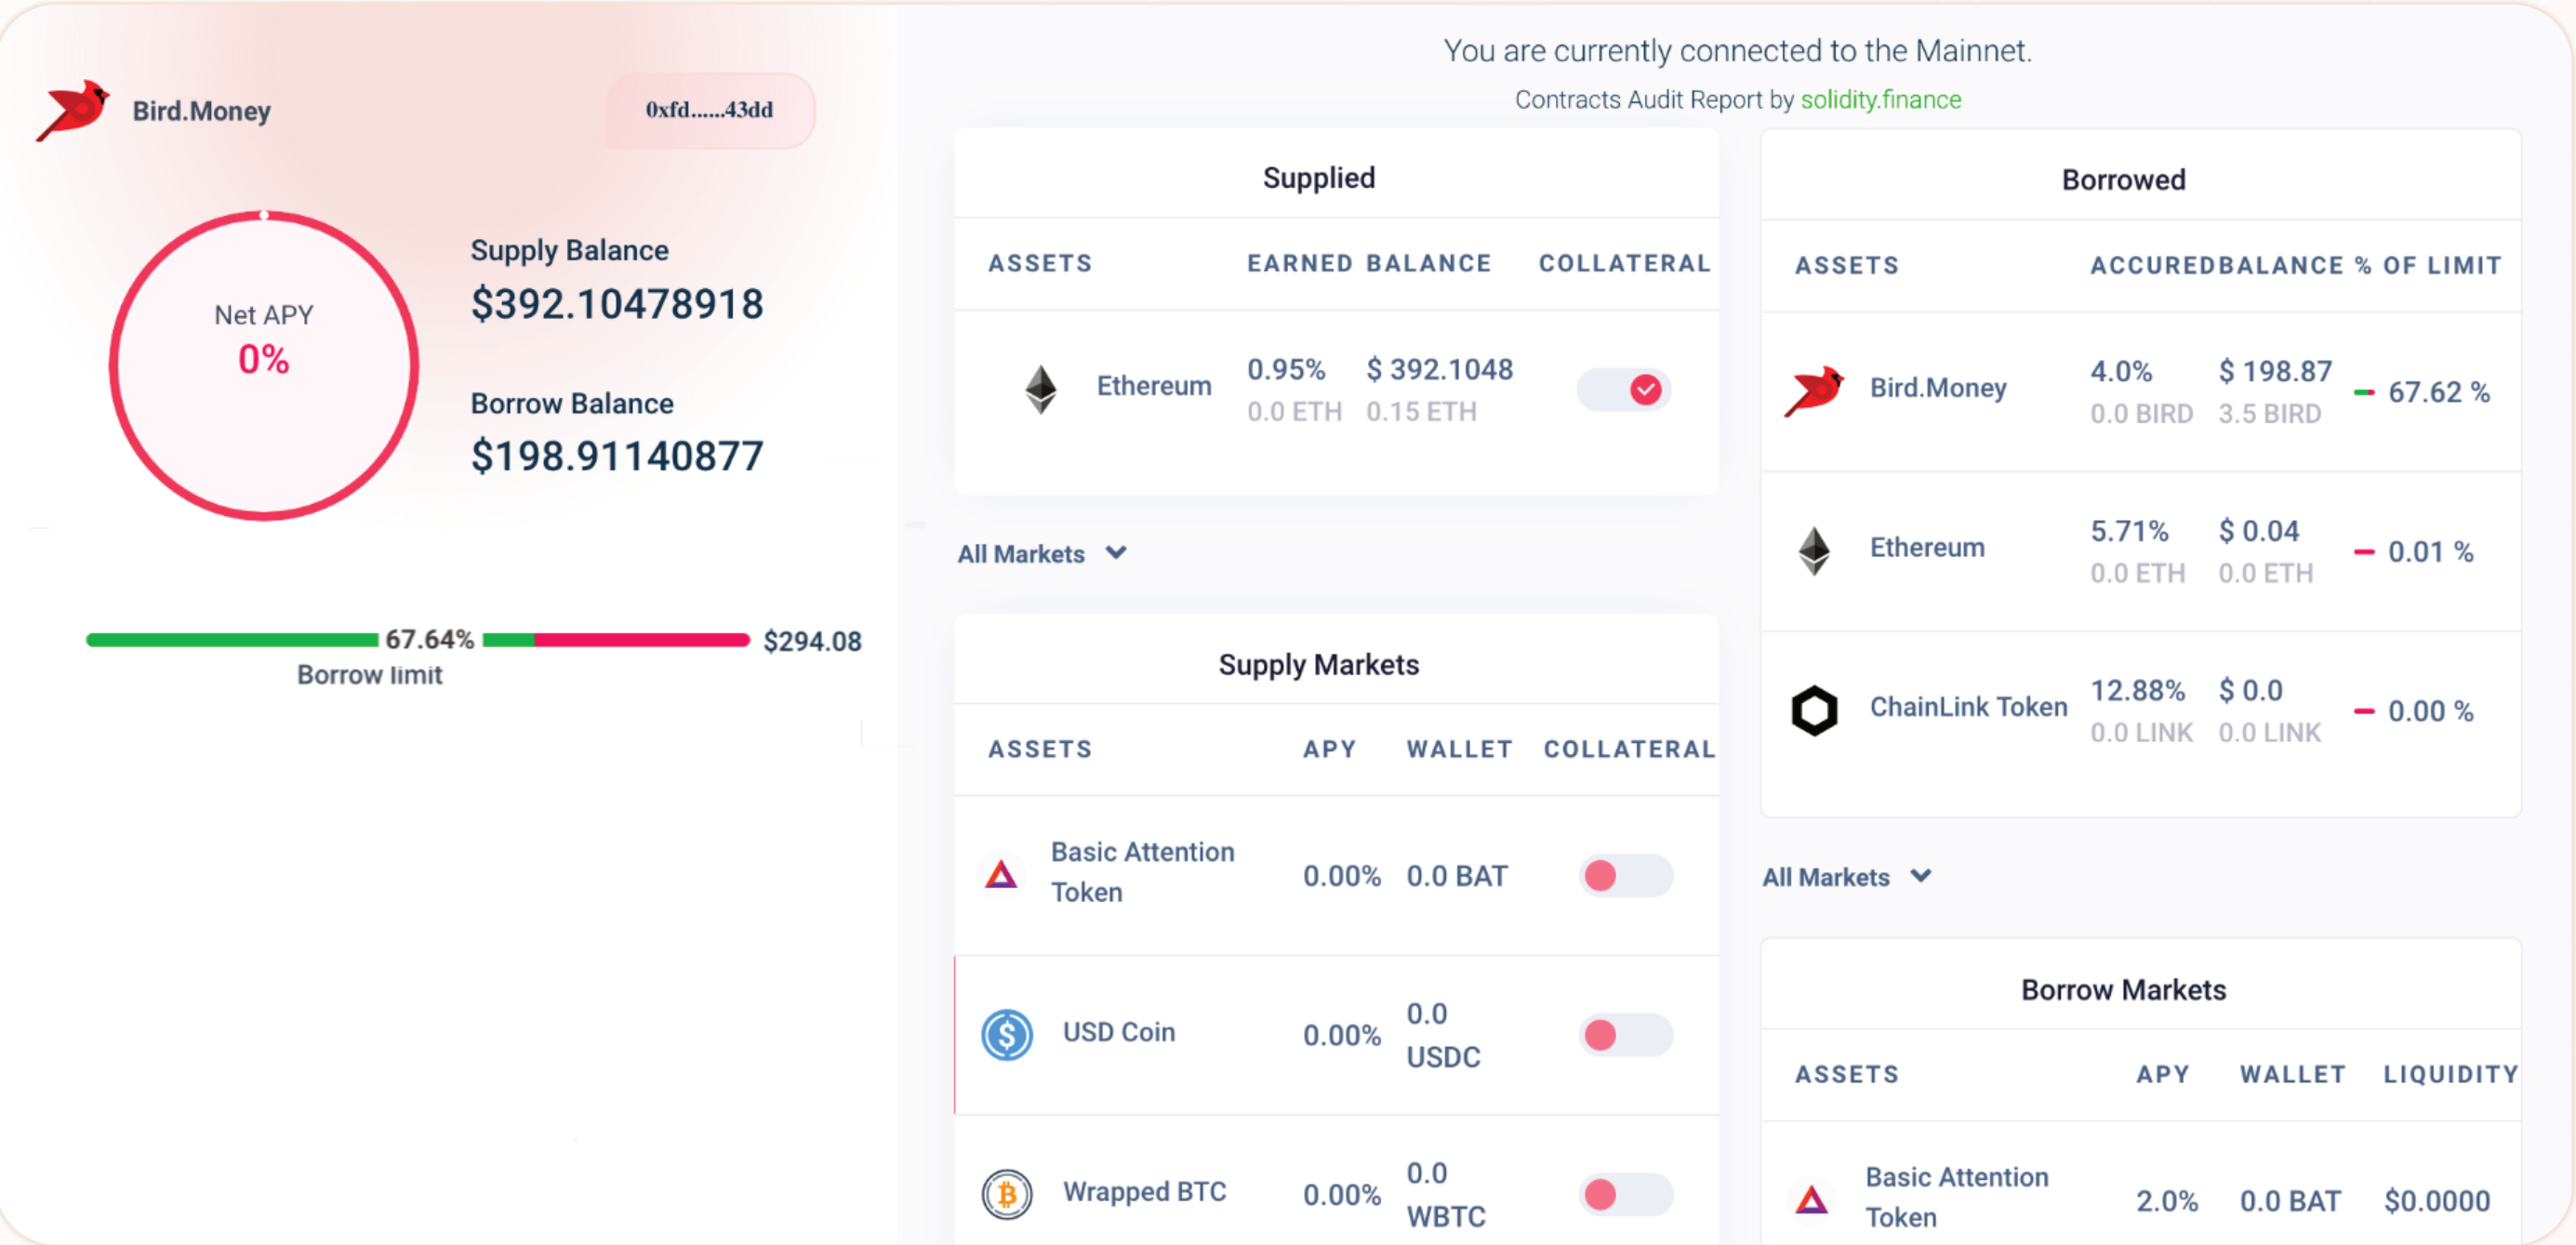 Bird.Money
0xfd......43dd
Net APY
0%
Supply Balance
$392.10478918
Borrow Balance
$198.91140877
67.64%
$294.08
Borrow limit
You are currently connected to the Mainnet.
Contracts Audit Report by solidity.finance
Supplied
ASSETS EARNED BALANCE COLLATERAL
Ethereum 0.95% $ 392.1048
0.0 ETH 0.15 ETH
All Markets
Supply Markets
ASSETS APY WALLET COLLATERAL
Basic Attention
Token
0.00% 0.0 BAT
USD Coin 0.00% 0.0
USDC
Wrapped BTC 0.00% 0.0
WBTC
Borrowed
ASSETS ACCURED BALANCE % OF LIMIT
Bird.Money 4.0% $ 198.87 67.62 %
0.0 BIRD 3.5 BIRD
Ethereum 5.71% $ 0.04 0.01 %
0.0 ETH 0.0 ETH
ChainLink Token 12.88% $ 0.0 0.00 %
0.0 LINK 0.0 LINK
All Markets
Borrow Markets
ASSETS APY WALLET LIQUIDITY
Basic Attention
Token
2.0% 0.0 BAT $0.0000